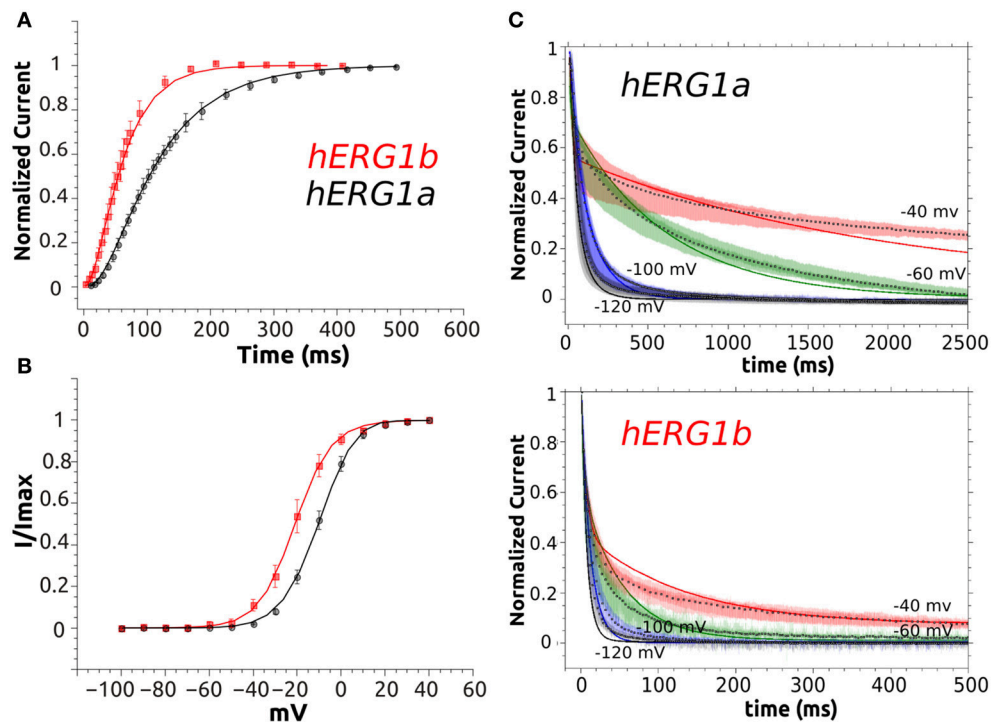 A
Normalized Current
1
0.8
0.6
0.4
0.2
0
hERG1b
hERG1a
0 100 200 300 400 500 600
Time (ms)
B
I/Imax
1
0.8
0.6
0.4
0.2
0
−100 −80 −60 −40 −20 0 20 40
mV
C
Normalized Current
1
0.8
0.6
0.4
0.2
0
hERG1a
-40 mv
-60 mV
-100 mV
-120 mV
0 500 1000 1500 2000 2500
time (ms)
Normalized Current
1
0.8
0.6
0.4
0.2
0
hERG1b
-40 mv
-60 mV
-100 mV
-120 mV
0 100 200 300 400 500
time (ms)